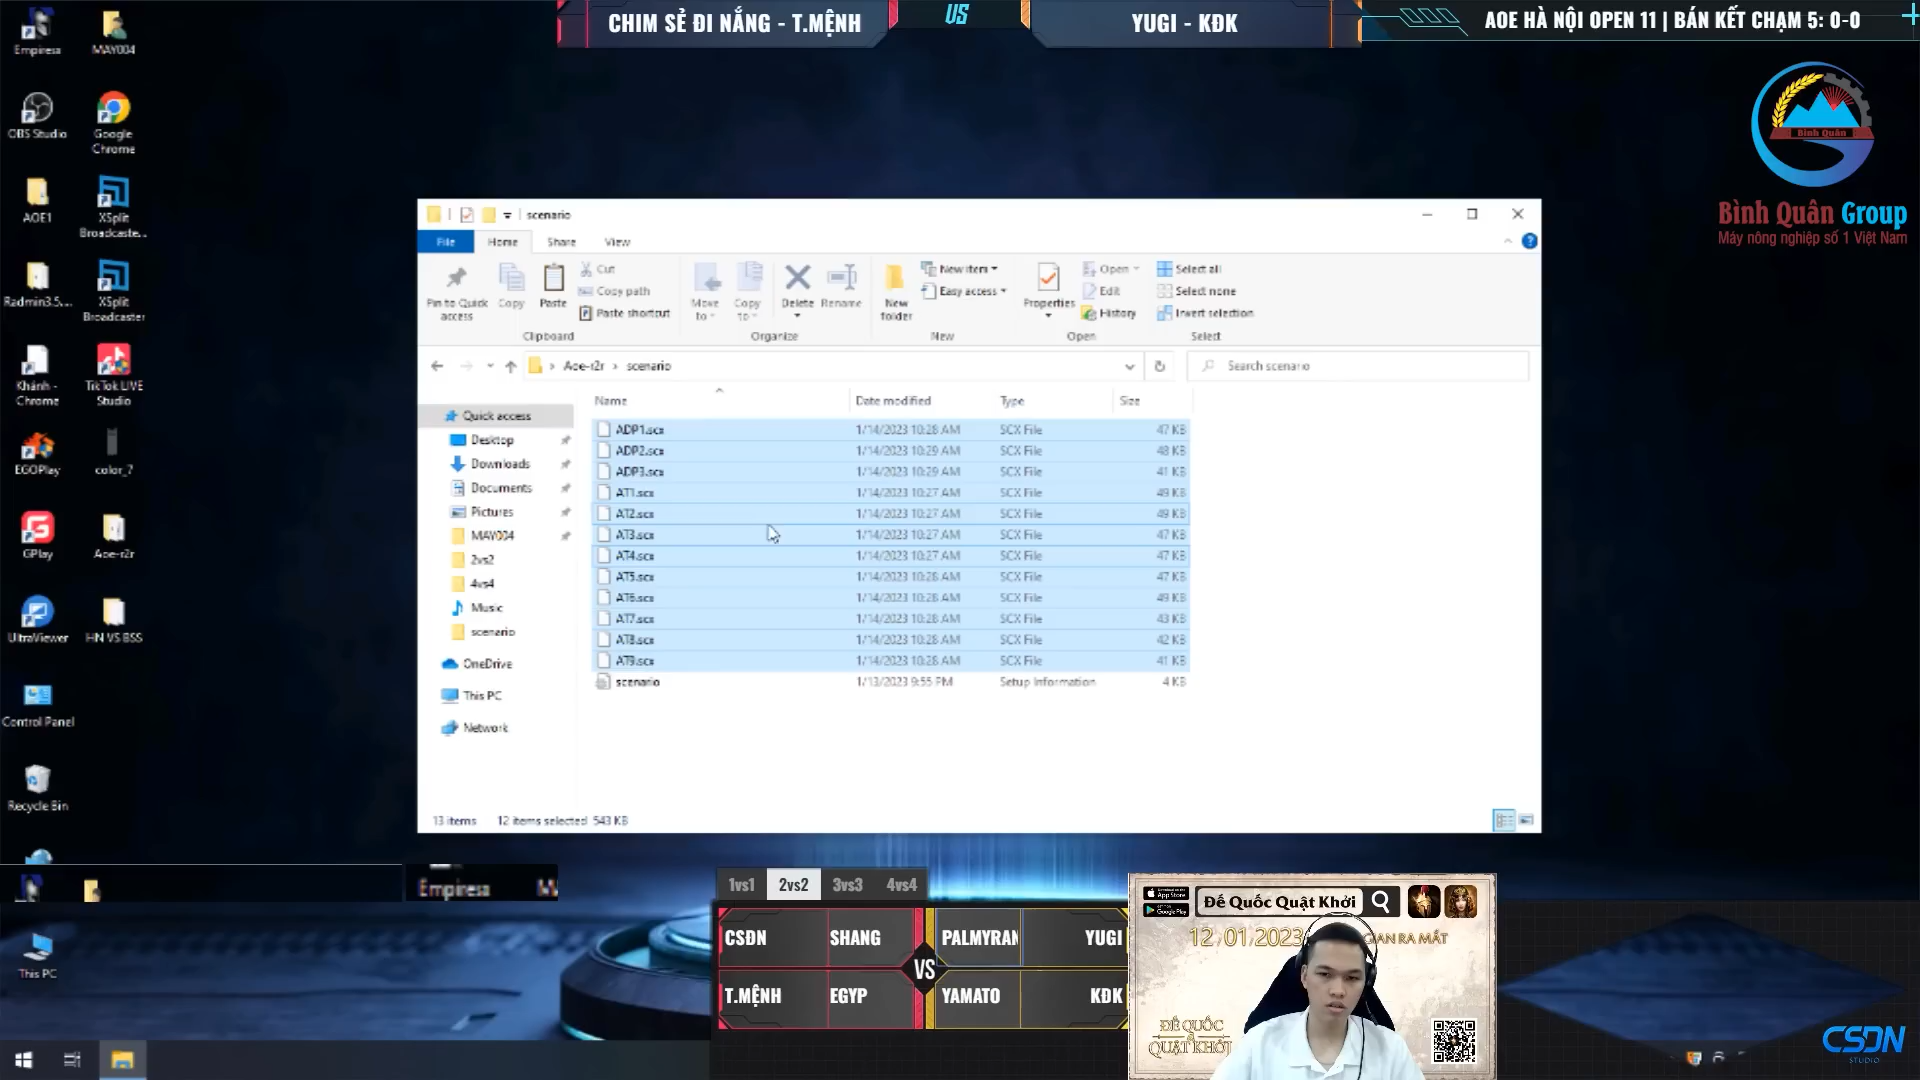 CHIM SẺ ĐI NẮNG - T.MỆNH
VS
YUGI - KĐK
AOE HÀ NỘI OPEN 11 | BÁN KẾT CHẠM 5: 0-0
Bình Quân
Bình Quân Group
Máy nông nghiệp số 1 Việt Nam
Empiresx
MAY004
OBS Studio
Google Chrome
AOE1
XSplit Broadcaste...
Radmin3.5....
XSplit Broadcaster
Khánh - Chrome
TikTok LIVE Studio
EGOPlay
color_7
GPlay
Aoe-r2r
UltraViewer
HN VS BSS
Control Panel
Recycle Bin
This PC
scenario
File
Home
Share
View
Pin to Quick access
Copy
Paste
Cut
Copy path
Paste shortcut
Clipboard
Move to
Copy to
Delete
Rename
Organize
New folder
New item
Easy access
New
Properties
Open
Edit
History
Open
Select all
Select none
Invert selection
Select
Aoe-r2r > scenario
Search scenario
Quick access
Desktop
Downloads
Documents
Pictures
MAY004
2vs2
4vs4
Music
scenario
OneDrive
This PC
Network
Name Date modified Type Size
ADP1.scx 1/14/2023 10:28 AM SCX File 47 KB
ADP2.scx 1/14/2023 10:29 AM SCX File 48 KB
ADP3.scx 1/14/2023 10:29 AM SCX File 41 KB
AT1.scx 1/14/2023 10:27 AM SCX File 49 KB
AT2.scx 1/14/2023 10:27 AM SCX File 49 KB
AT3.scx 1/14/2023 10:27 AM SCX File 47 KB
AT4.scx 1/14/2023 10:27 AM SCX File 47 KB
AT5.scx 1/14/2023 10:28 AM SCX File 47 KB
AT6.scx 1/14/2023 10:28 AM SCX File 49 KB
AT7.scx 1/14/2023 10:28 AM SCX File 43 KB
AT8.scx 1/14/2023 10:28 AM SCX File 42 KB
AT9.scx 1/14/2023 10:28 AM SCX File 41 KB
scenario 1/13/2023 9:55 PM Setup Information 4 KB
13 items 12 items selected 543 KB
Empiresx
1vs1 2vs2 3vs3 4vs4
CSĐN SHANG PALMYRAN YUGI
VS
T.MỆNH EGYP YAMATO KĐK
App Store
Google Play
Đế Quốc Quật Khởi
12/01/2023
GIAN RA MẮT
ĐẾ QUỐC
QUẬT KHỞI
CSDN
STUDIO